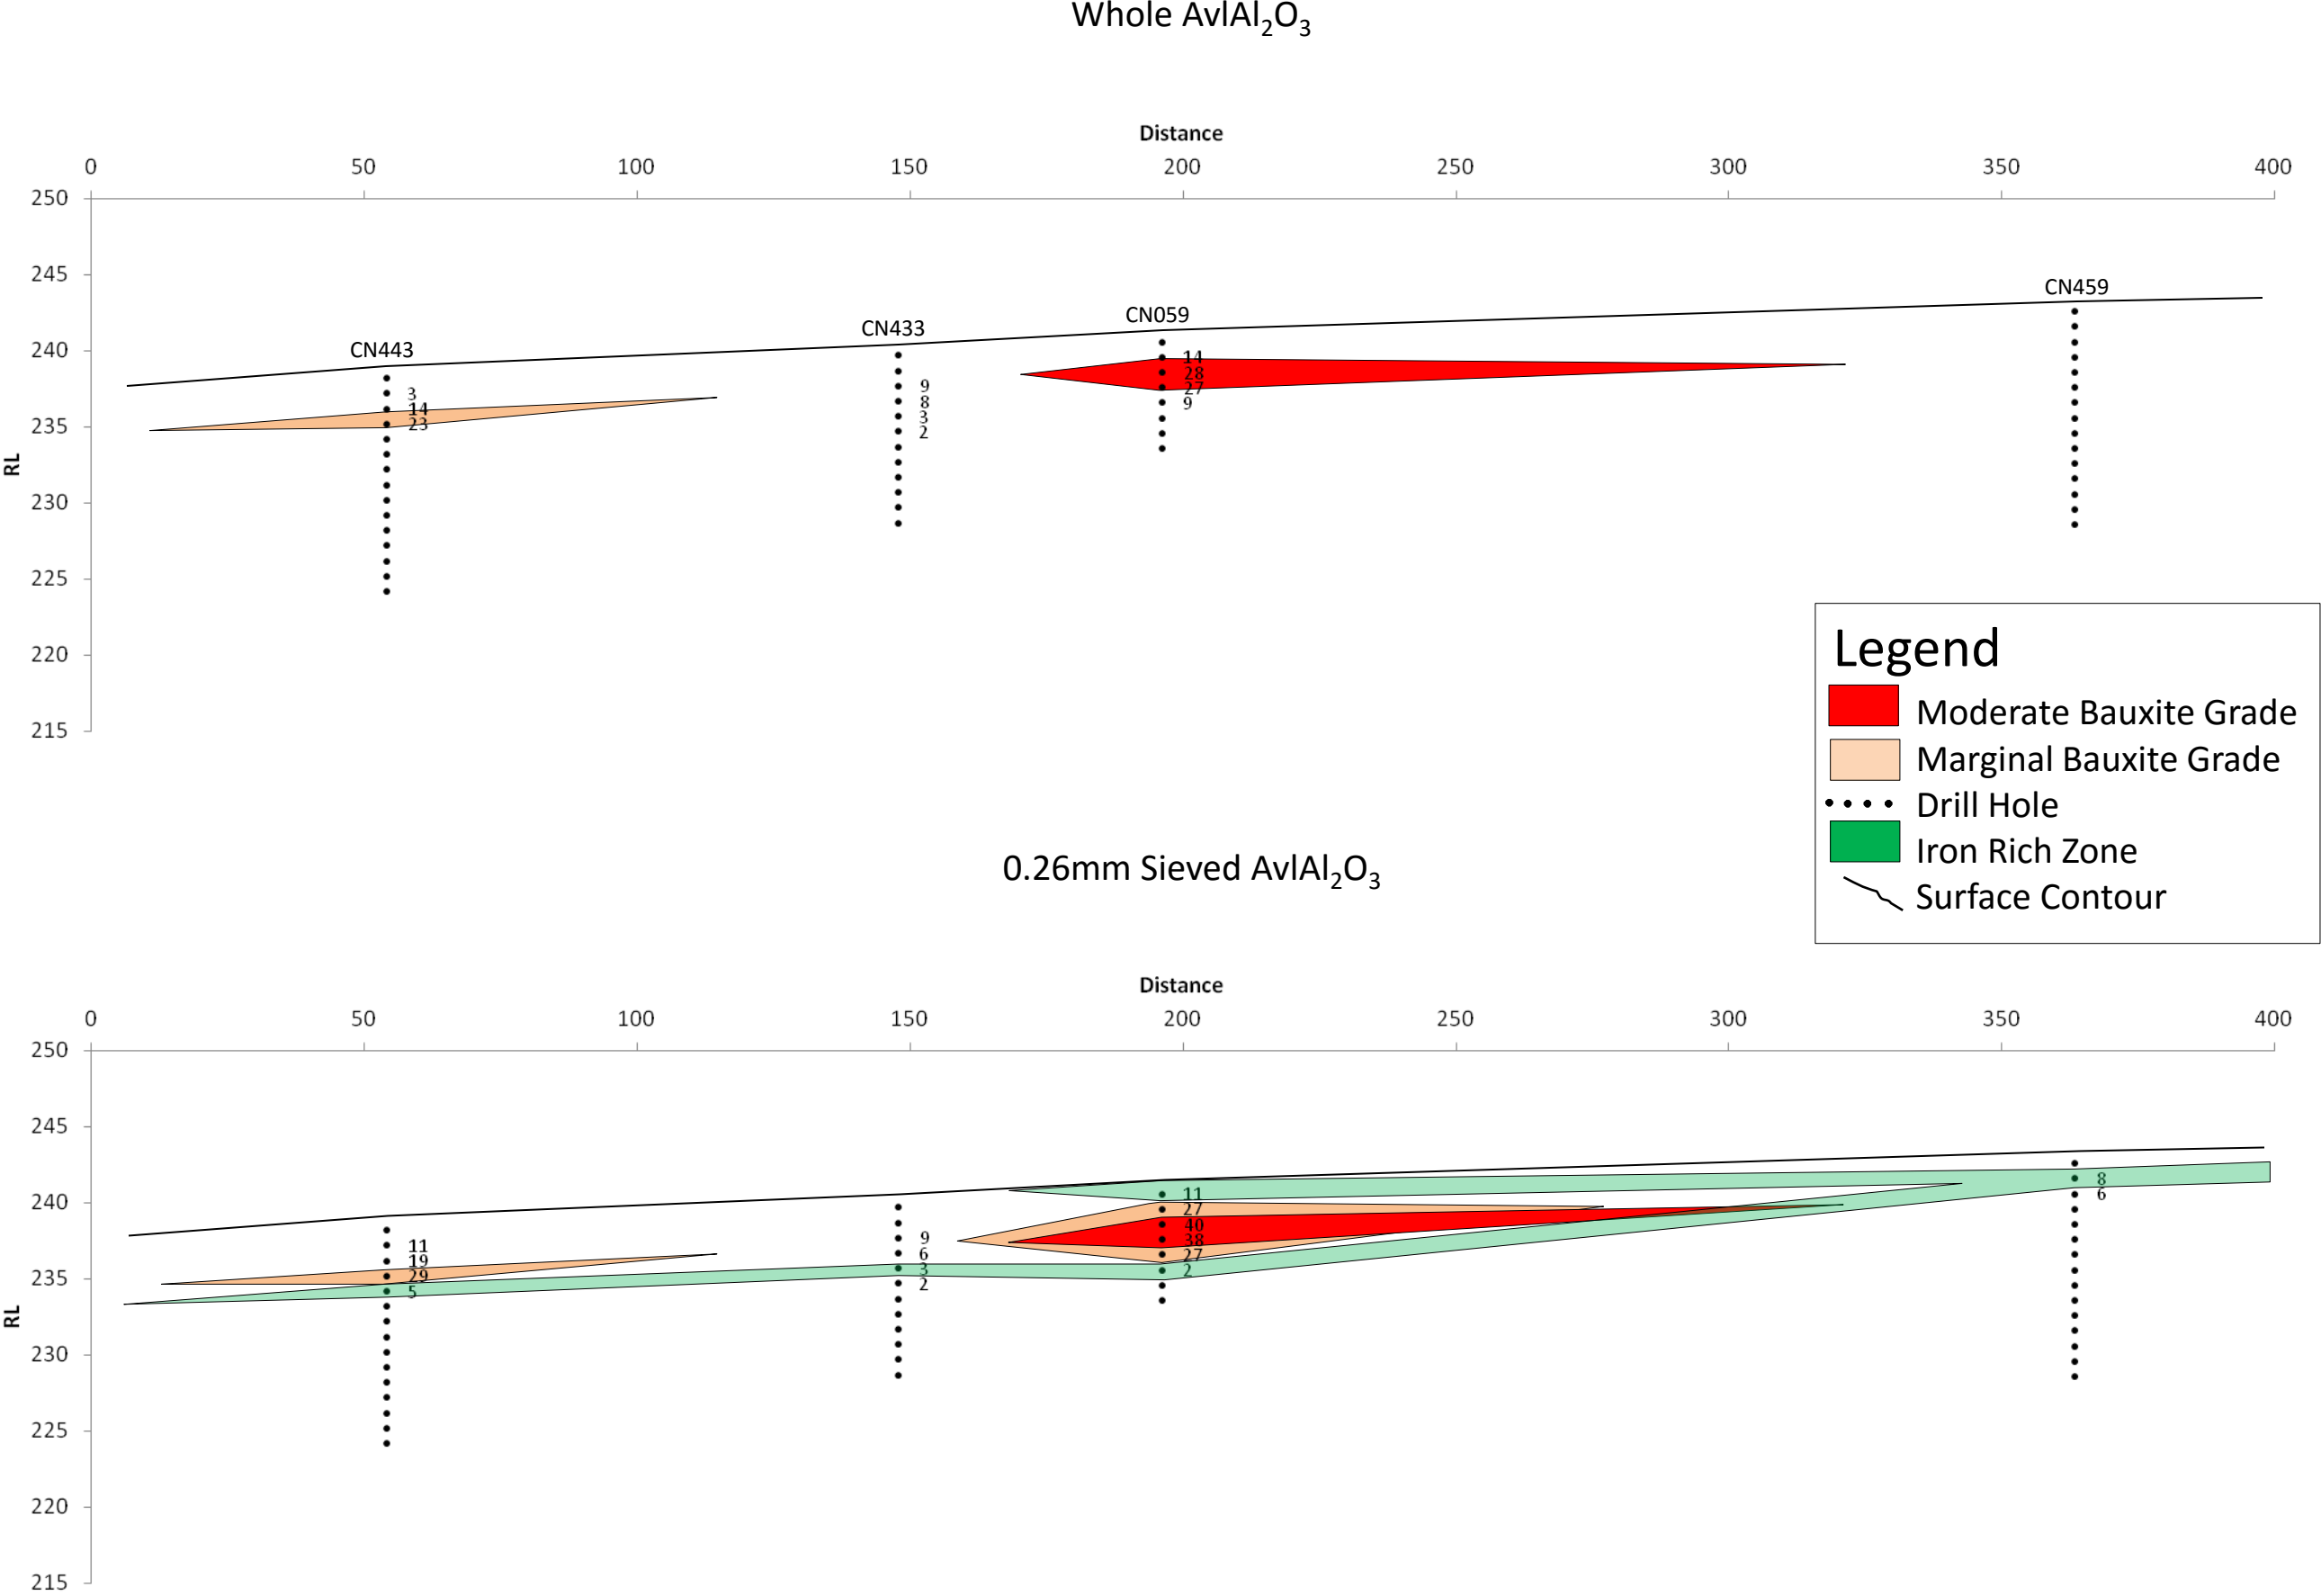 Whole AvlAl₂O₃
Distance
0 50 100 150 200 250 300 350 400
250
245
240
235
230
225
220
215
RL
CN443
CN433
CN059
CN459
3
14
23
9
8
3
2
14
28
27
9
Legend
Moderate Bauxite Grade
Marginal Bauxite Grade
Drill Hole
Iron Rich Zone
Surface Contour
0.26mm Sieved AvlAl₂O₃
Distance
0 50 100 150 200 250 300 350 400
250
245
240
235
230
225
220
215
RL
11
19
29
5
9
6
3
2
11
27
40
38
27
2
8
6